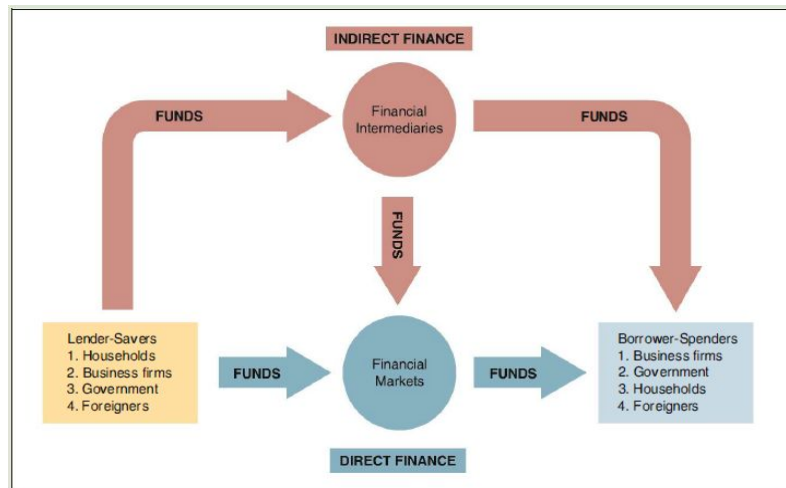 INDIRECT FINANCE
FUNDS
Financial
Intermediaries
FUNDS
FUNDS
Lender-Savers
1. Households
2. Business firms
3. Government
4. Foreigners
FUNDS
Financial
Markets
FUNDS
Borrower-Spenders
1. Business firms
2. Government
3. Households
4. Foreigners
DIRECT FINANCE